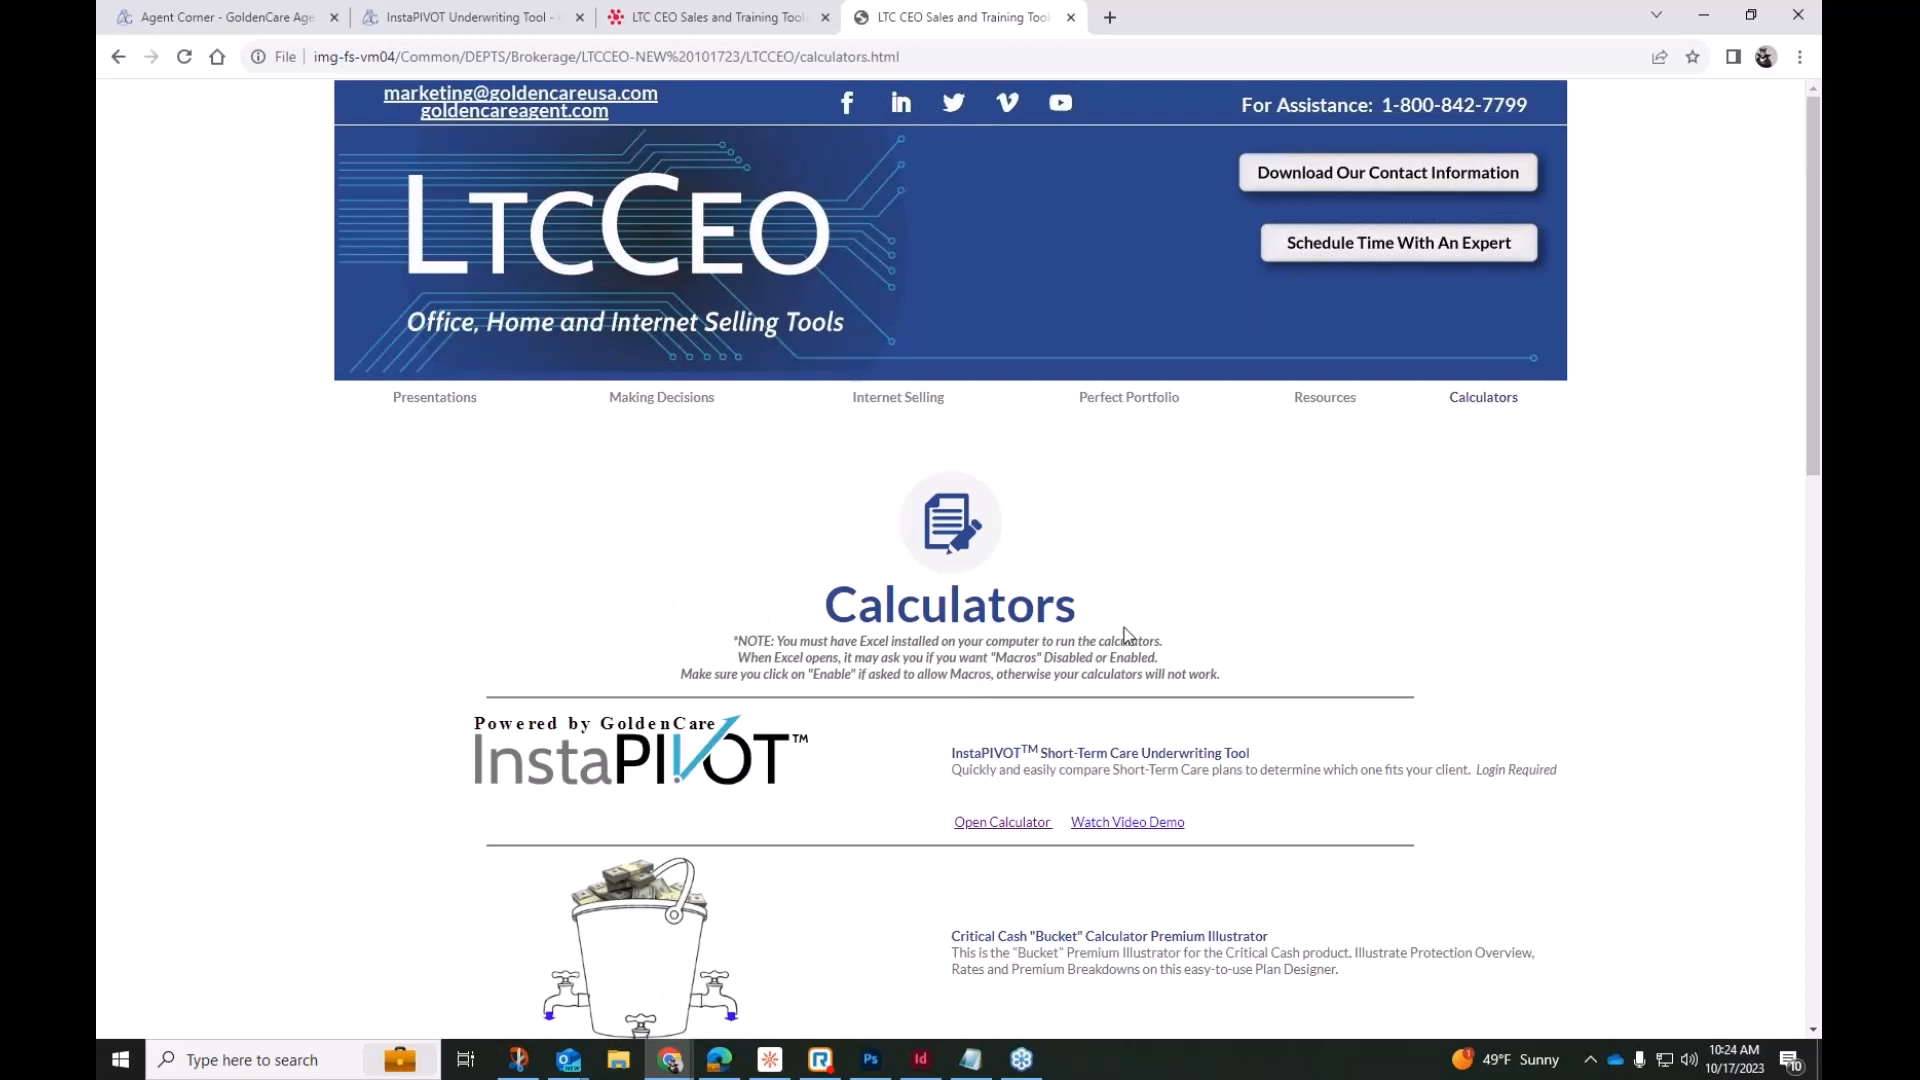 Agent Corner - GoldenCare Age
InstaPIVOT Underwriting Tool -
LTC CEO Sales and Training Tool
LTC CEO Sales and Training Tool
File
img-fs-vm04/Common/DEPTS/Brokerage/LTCCEO-NEW%20101723/LTCCEO/calculators.html
marketing@goldencareusa.com
goldencareagent.com
For Assistance: 1-800-842-7799
LTCCEO
Office, Home and Internet Selling Tools
Download Our Contact Information
Schedule Time With An Expert
Presentations
Making Decisions
Internet Selling
Perfect Portfolio
Resources
Calculators
Calculators
*NOTE: You must have Excel installed on your computer to run the calculators.
When Excel opens, it may ask you if you want "Macros" Disabled or Enabled.
Make sure you click on "Enable" if asked to allow Macros, otherwise your calculators will not work.
Powered by GoldenCare
InstaPIVOT™
InstaPIVOT™ Short-Term Care Underwriting Tool
Quickly and easily compare Short-Term Care plans to determine which one fits your client. Login Required
Open Calculator
Watch Video Demo
Critical Cash "Bucket" Calculator Premium Illustrator
This is the "Bucket" Premium Illustrator for the Critical Cash product. Illustrate Protection Overview,
Rates and Premium Breakdowns on this easy-to-use Plan Designer.
Type here to search
NEW
Ps
Id
49°F Sunny
10:24 AM
10/17/2023
10